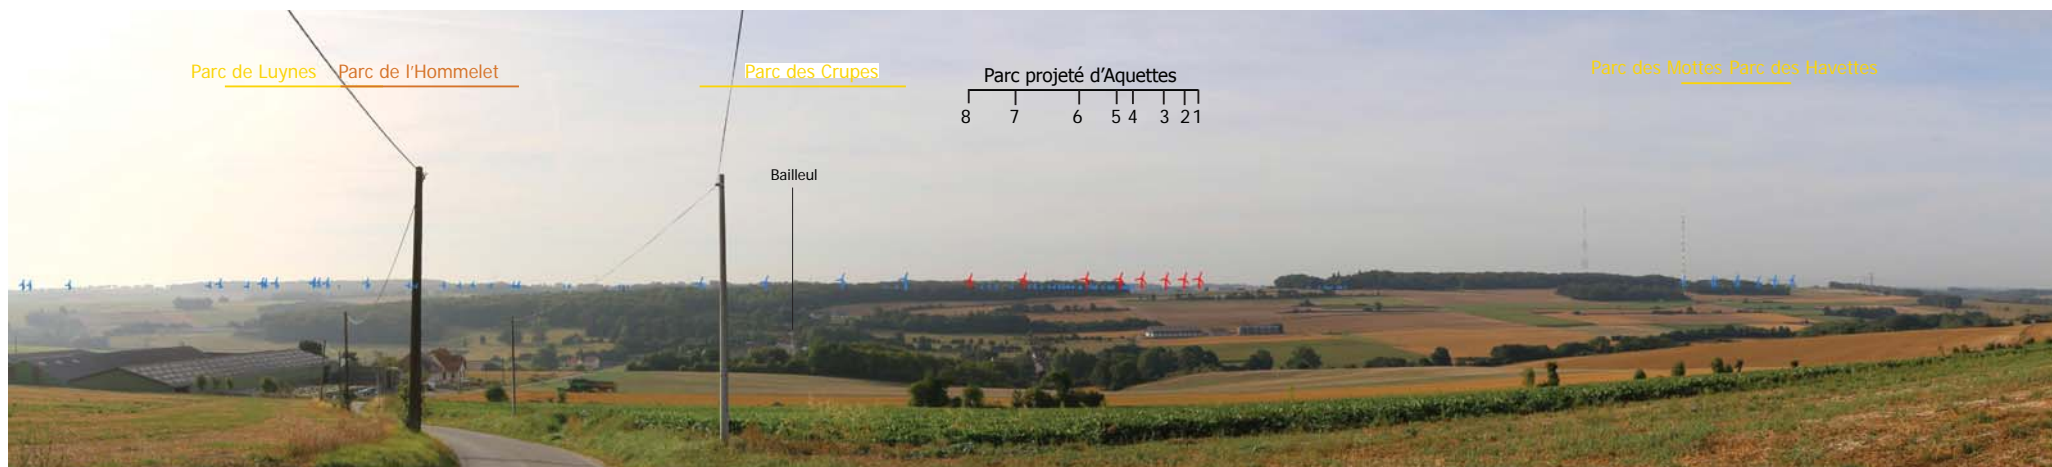 Parc de Luynes Parc de l'Hommelet Parc des Crupes Parc projeté d'Aquettes Parc des Mottes Parc des Havettes
8 7 6 5 4 3 2 1
Bailleul